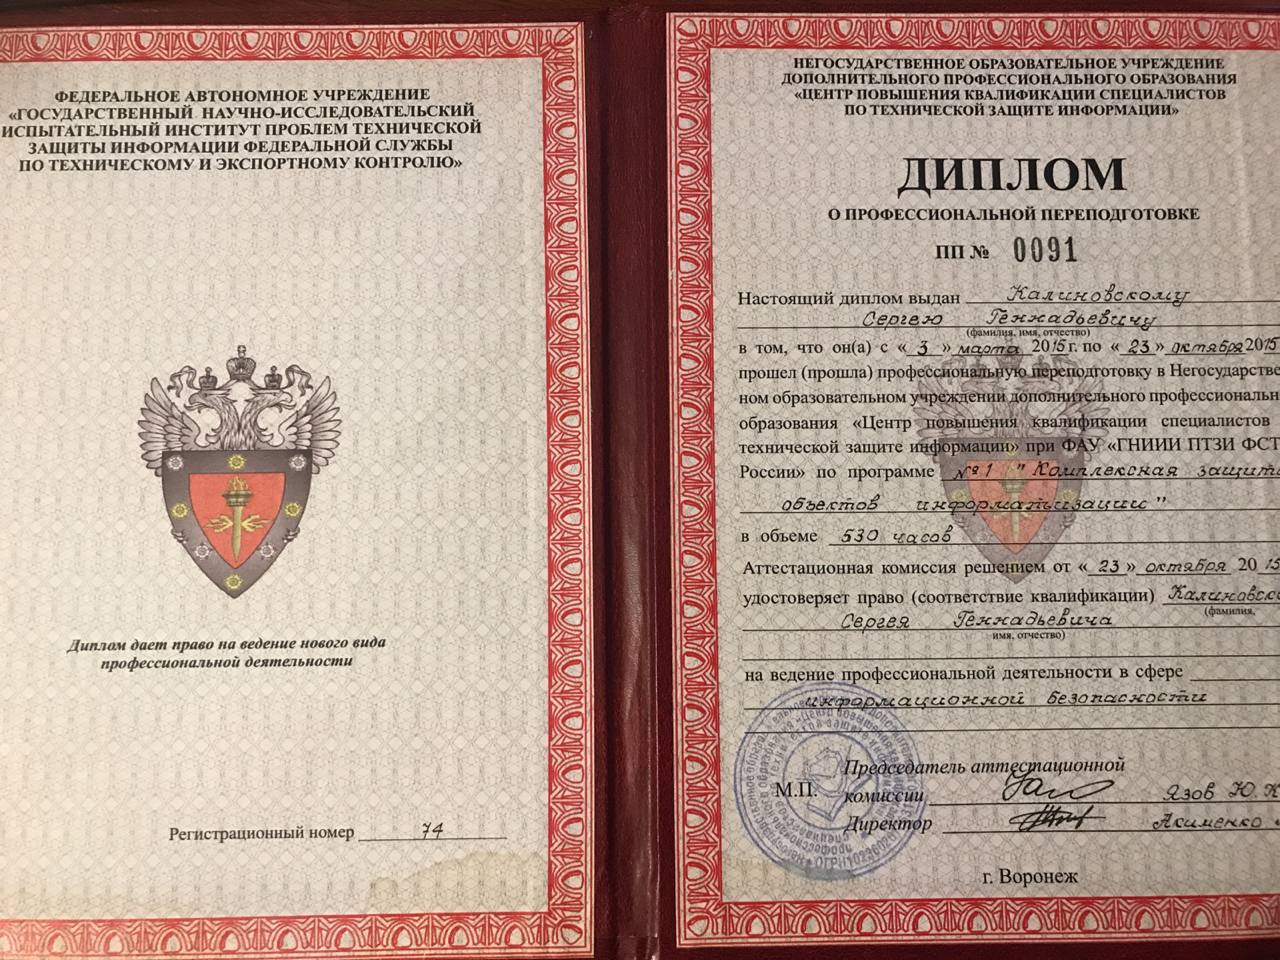 ФЕДЕРАЛЬНОЕ АВТОНОМНОЕ УЧРЕЖДЕНИЕ
«ГОСУДАРСТВЕННЫЙ НАУЧНО-ИССЛЕДОВАТЕЛЬСКИЙ
ИСПЫТАТЕЛЬНЫЙ ИНСТИТУТ ПРОБЛЕМ ТЕХНИЧЕСКОЙ
ЗАЩИТЫ ИНФОРМАЦИИ ФЕДЕРАЛЬНОЙ СЛУЖБЫ
ПО ТЕХНИЧЕСКОМУ И ЭКСПОРТНОМУ КОНТРОЛЮ»
Диплом дает право на ведение нового вида
профессиональной деятельности
Регистрационный номер 74
НЕГОСУДАРСТВЕННОЕ ОБРАЗОВАТЕЛЬНОЕ УЧРЕЖДЕНИЕ
ДОПОЛНИТЕЛЬНОГО ПРОФЕССИОНАЛЬНОГО ОБРАЗОВАНИЯ
«ЦЕНТР ПОВЫШЕНИЯ КВАЛИФИКАЦИИ СПЕЦИАЛИСТОВ
ПО ТЕХНИЧЕСКОЙ ЗАЩИТЕ ИНФОРМАЦИИ»
ДИПЛОМ
О ПРОФЕССИОНАЛЬНОЙ ПЕРЕПОДГОТОВКЕ
ПП № 0091
Настоящий диплом выдан Калиновскому
Сергею Геннадьевичу
(фамилия, имя, отчество)
в том, что он(а) с «3» марта 2015 г. по «23» октября 2015
прошел (прошла) профессиональную переподготовку в Негосударстве
ном образовательном учреждении дополнительного профессиональн
образования «Центр повышения квалификации специалистов
технической защите информации» при ФАУ «ГНИИИ ПТЗИ ФСТ
России» по программе №1 "Комплексная защита
объектов информатизации"
в объеме 530 часов
Аттестационная комиссия решением от «23» октября 2015
удостоверяет право (соответствие квалификации) Калиновско
(фамилия,
Сергея Геннадьевича
имя, отчество)
на ведение профессиональной деятельности в сфере
информационной безопасности
Председатель аттестационной
М.П. комиссии Язов Ю.К
Директор Акименко
г. Воронеж